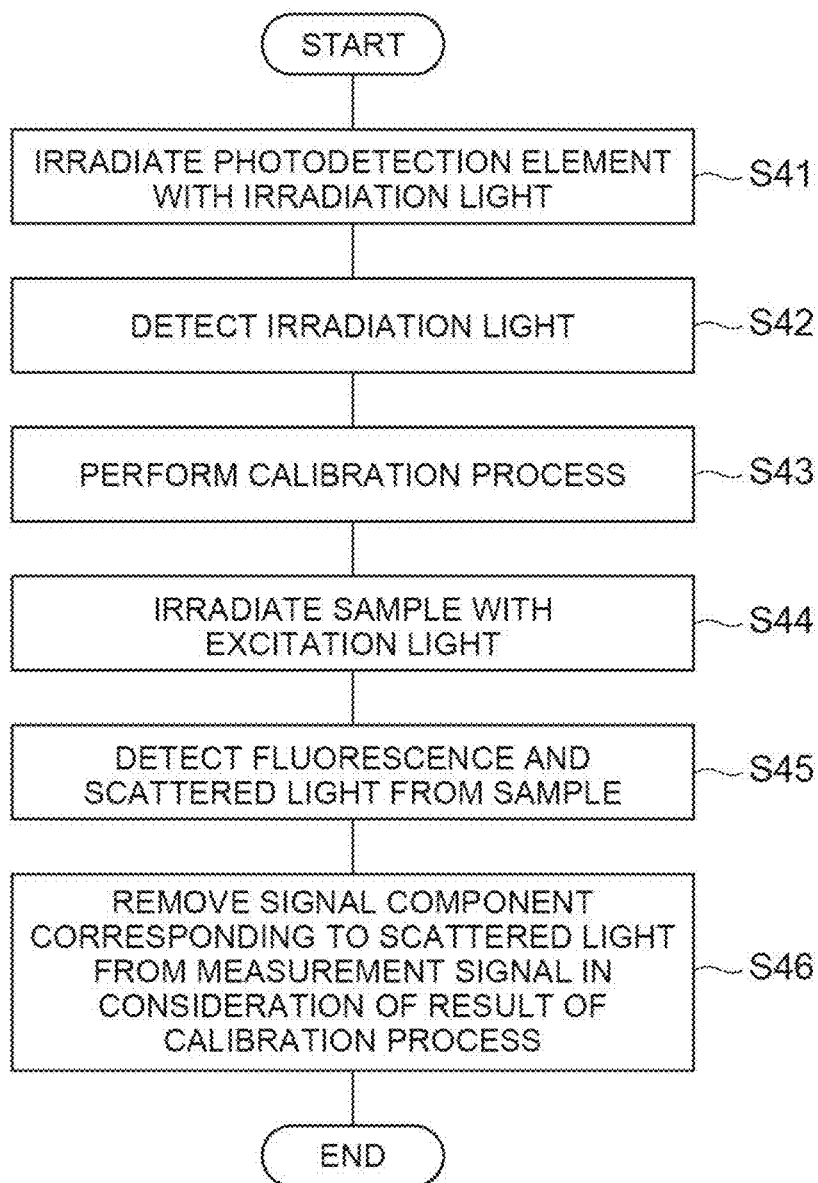 START
IRRADIATE PHOTODETECTION ELEMENT
WITH IRRADIATION LIGHT
S41
DETECT IRRADIATION LIGHT
S42
PERFORM CALIBRATION PROCESS
S43
IRRADIATE SAMPLE WITH
EXCITATION LIGHT
S44
DETECT FLUORESCENCE AND
SCATTERED LIGHT FROM SAMPLE
S45
REMOVE SIGNAL COMPONENT
CORRESPONDING TO SCATTERED LIGHT
FROM MEASUREMENT SIGNAL IN
CONSIDERATION OF RESULT OF
CALIBRATION PROCESS
S46
END